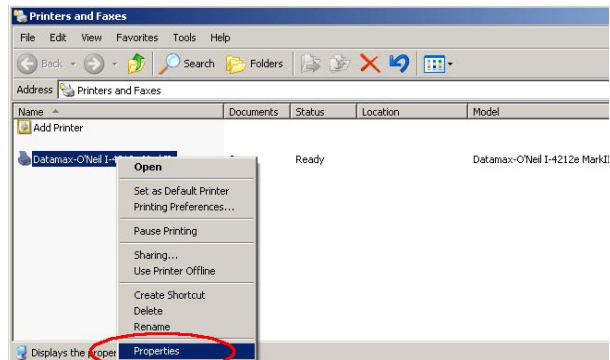 Printers and Faxes
File Edit View Favorites Tools Help
Back Search Folders
Address Printers and Faxes
Name Documents Status Location Model
Add Printer
Datamax-O'Neil I-4 Ready Datamax-O'Neil I-4212e MarkII
Open
Set as Default Printer
Printing Preferences...
Pause Printing
Sharing...
Use Printer Offline
Create Shortcut
Delete
Rename
Properties
Displays the proper